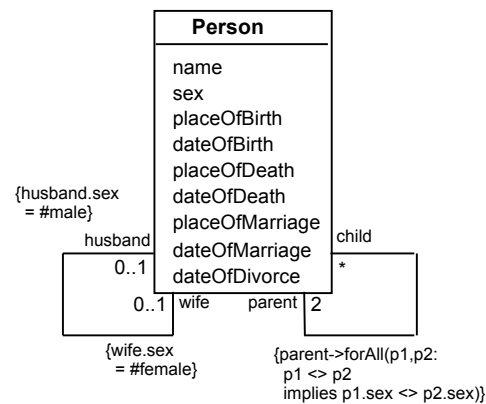 Person
name
sex
placeOfBirth
dateOfBirth
placeOfDeath
dateOfDeath
placeOfMarriage
dateOfMarriage
dateOfDivorce
{husband.sex
= #male}
husband
0..1
0..1 wife
{wife.sex
= #female}
child
*
parent 2
{parent->forAll(p1,p2:
p1 <> p2
implies p1.sex <> p2.sex)}